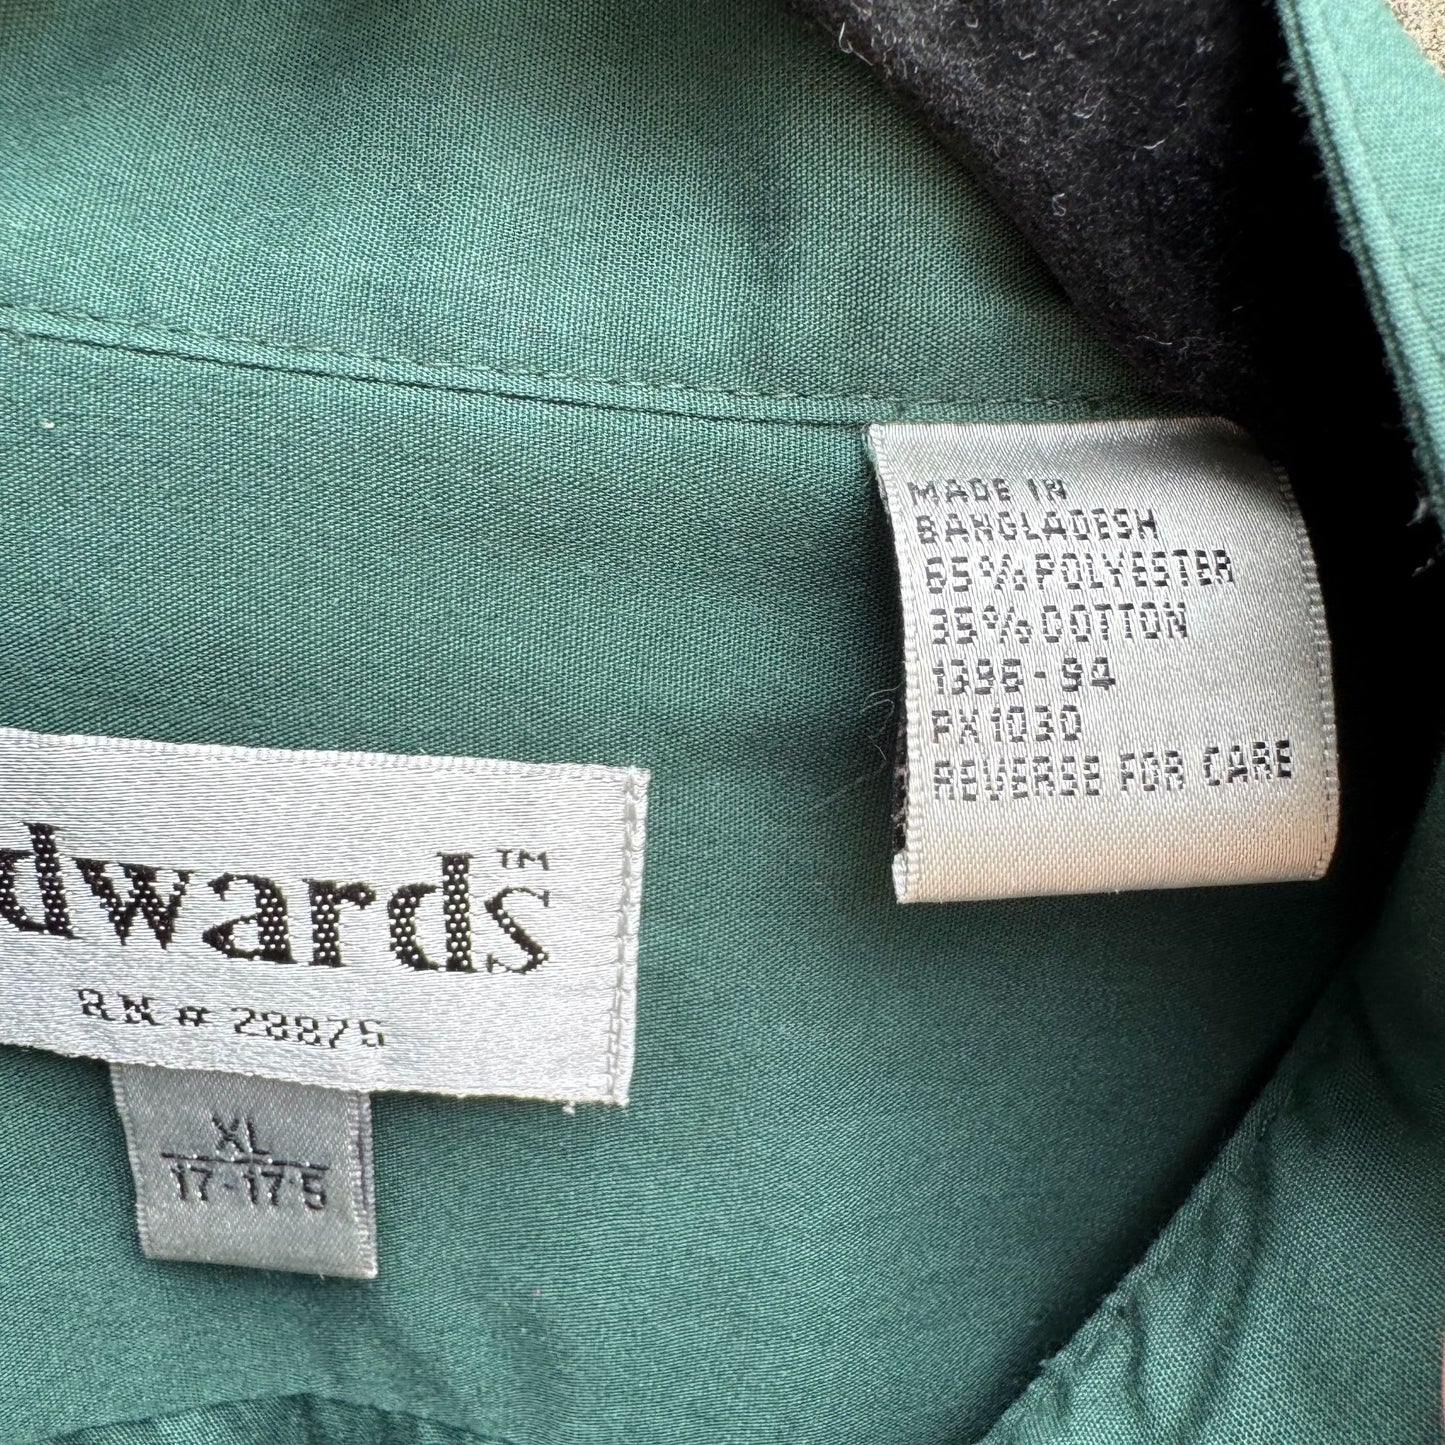 MADE IN
BANGLADESH
65% POLYESTER
35% COTTON
1396-94
PX1030
REVERSE FOR CARE
dwards™
RN # 28875
XL
17-17.5